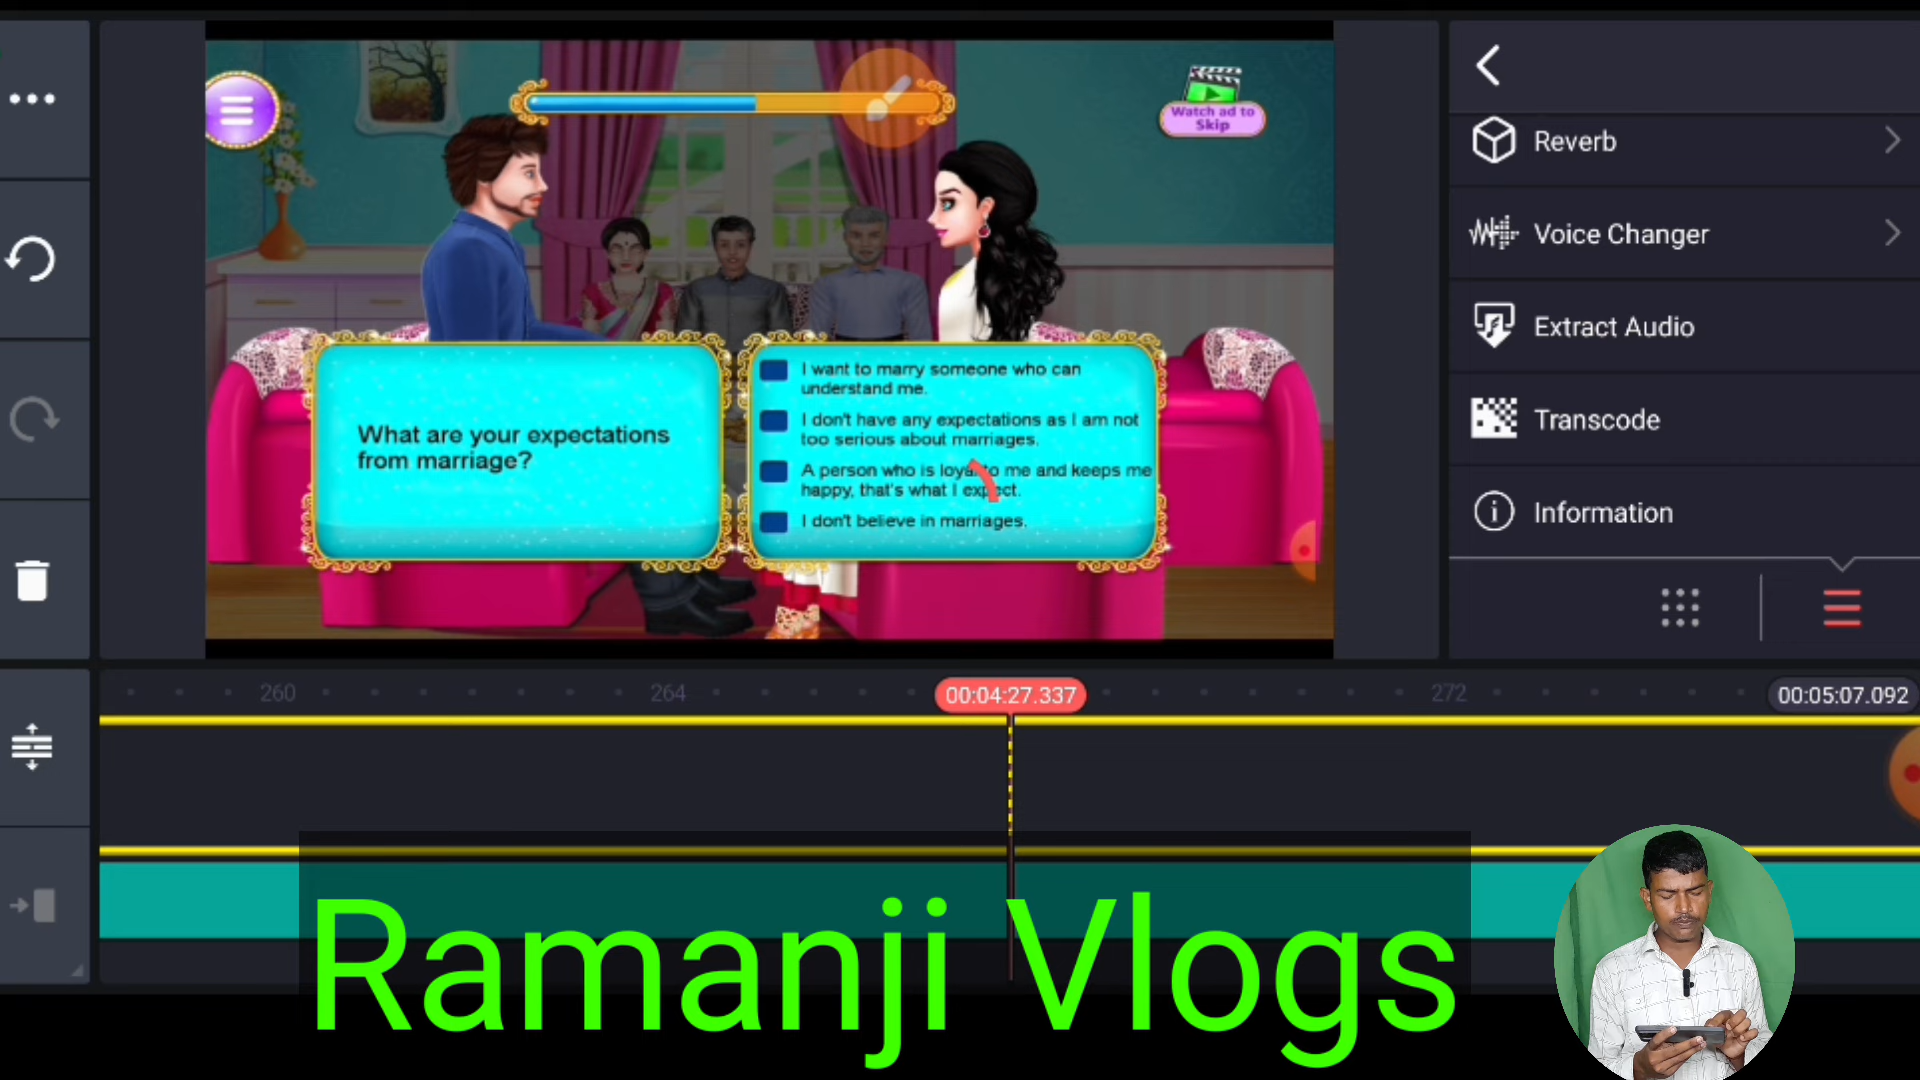 Watch ad to
Skip
What are your expectations
from marriage?
I want to marry someone who can
understand me.
I don't have any expectations as I am not
too serious about marriages.
A person who is loyal to me and keeps me
happy, that's what I expect.
I don't believe in marriages.
Reverb
Voice Changer
Extract Audio
Transcode
Information
260
264
00:04:27.337
272
00:05:07.092
Ramanji Vlogs